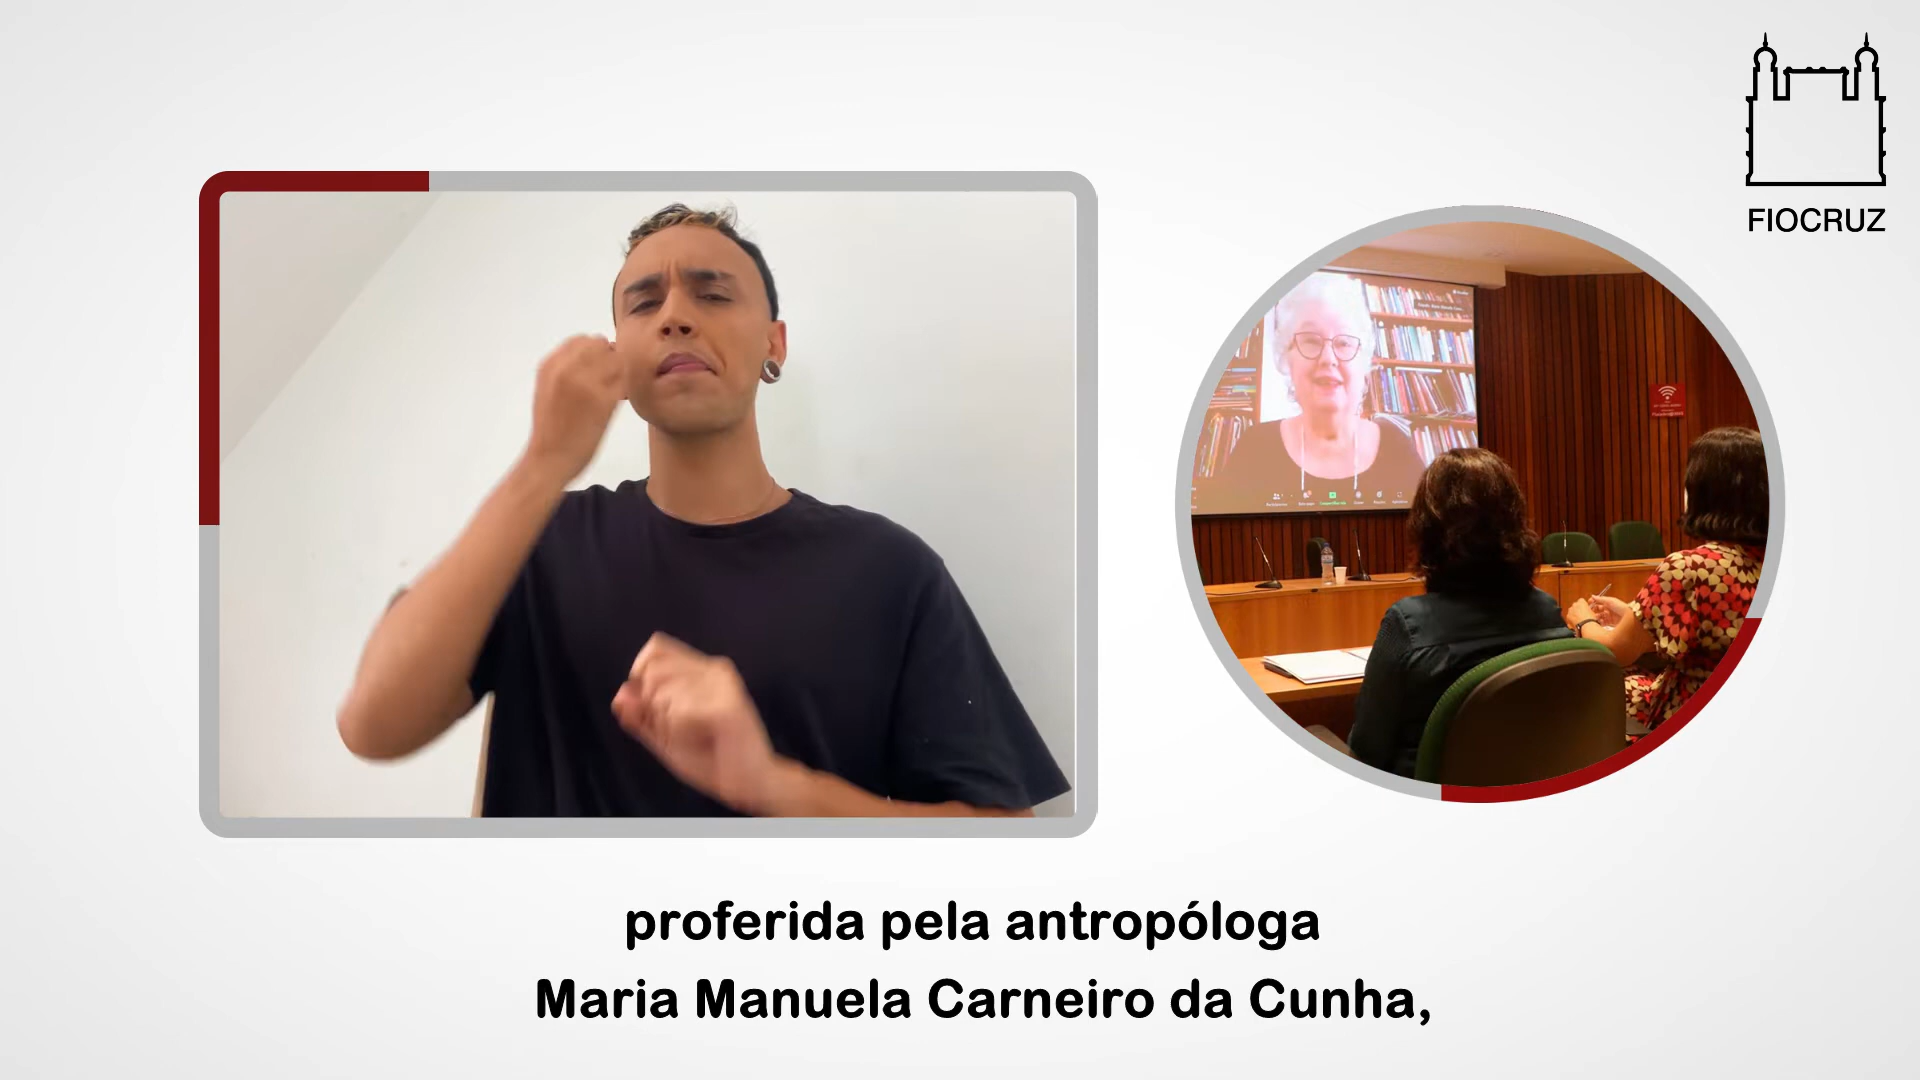 FIOCRUZ
proferida pela antropóloga
Maria Manuela Carneiro da Cunha,